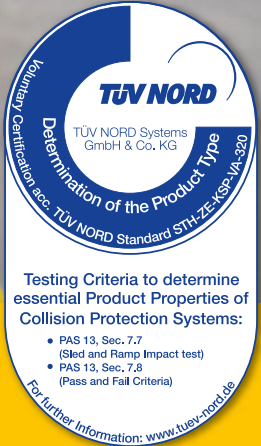 TÜV NORD
TÜV NORD Systems
GmbH & Co. KG
Determination of the Product Type
Voluntary Certification acc. TÜV NORD Standard STH-ZE-KSP-VA-320
Testing Criteria to determine
essential Product Properties of
Collision Protection Systems:
• PAS 13, Sec. 7.7
(Sled and Ramp Impact test)
• PAS 13, Sec. 7.8
(Pass and Fail Criteria)
For further Information: www.tuev-nord.de